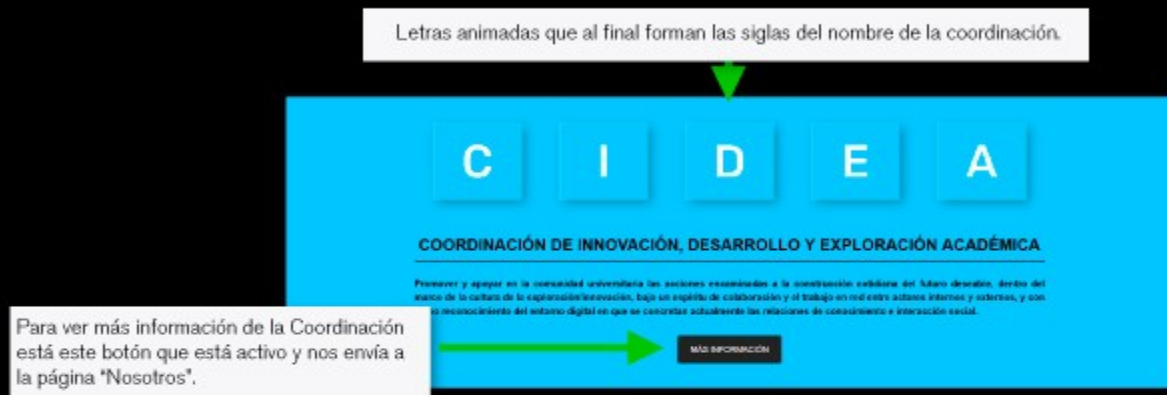 Letras animadas que al final forman las siglas del nombre de la coordinación.
C I D E A
COORDINACIÓN DE INNOVACIÓN, DESARROLLO Y EXPLORACIÓN ACADÉMICA
Promover y apoyar en la comunidad universitaria las acciones encaminadas a la construcción cotidiana del futuro deseable, dentro del
marco de la cultura de la exploración/innovación, bajo un espíritu de colaboración y el trabajo en red entre actores internos y externos, y con
reconocimiento del entorno digital en que se concretan actualmente las relaciones de conocimiento e interacción social.
Para ver más información de la Coordinación
está este botón que está activo y nos envía a
la página "Nosotros".
MÁS INFORMACIÓN